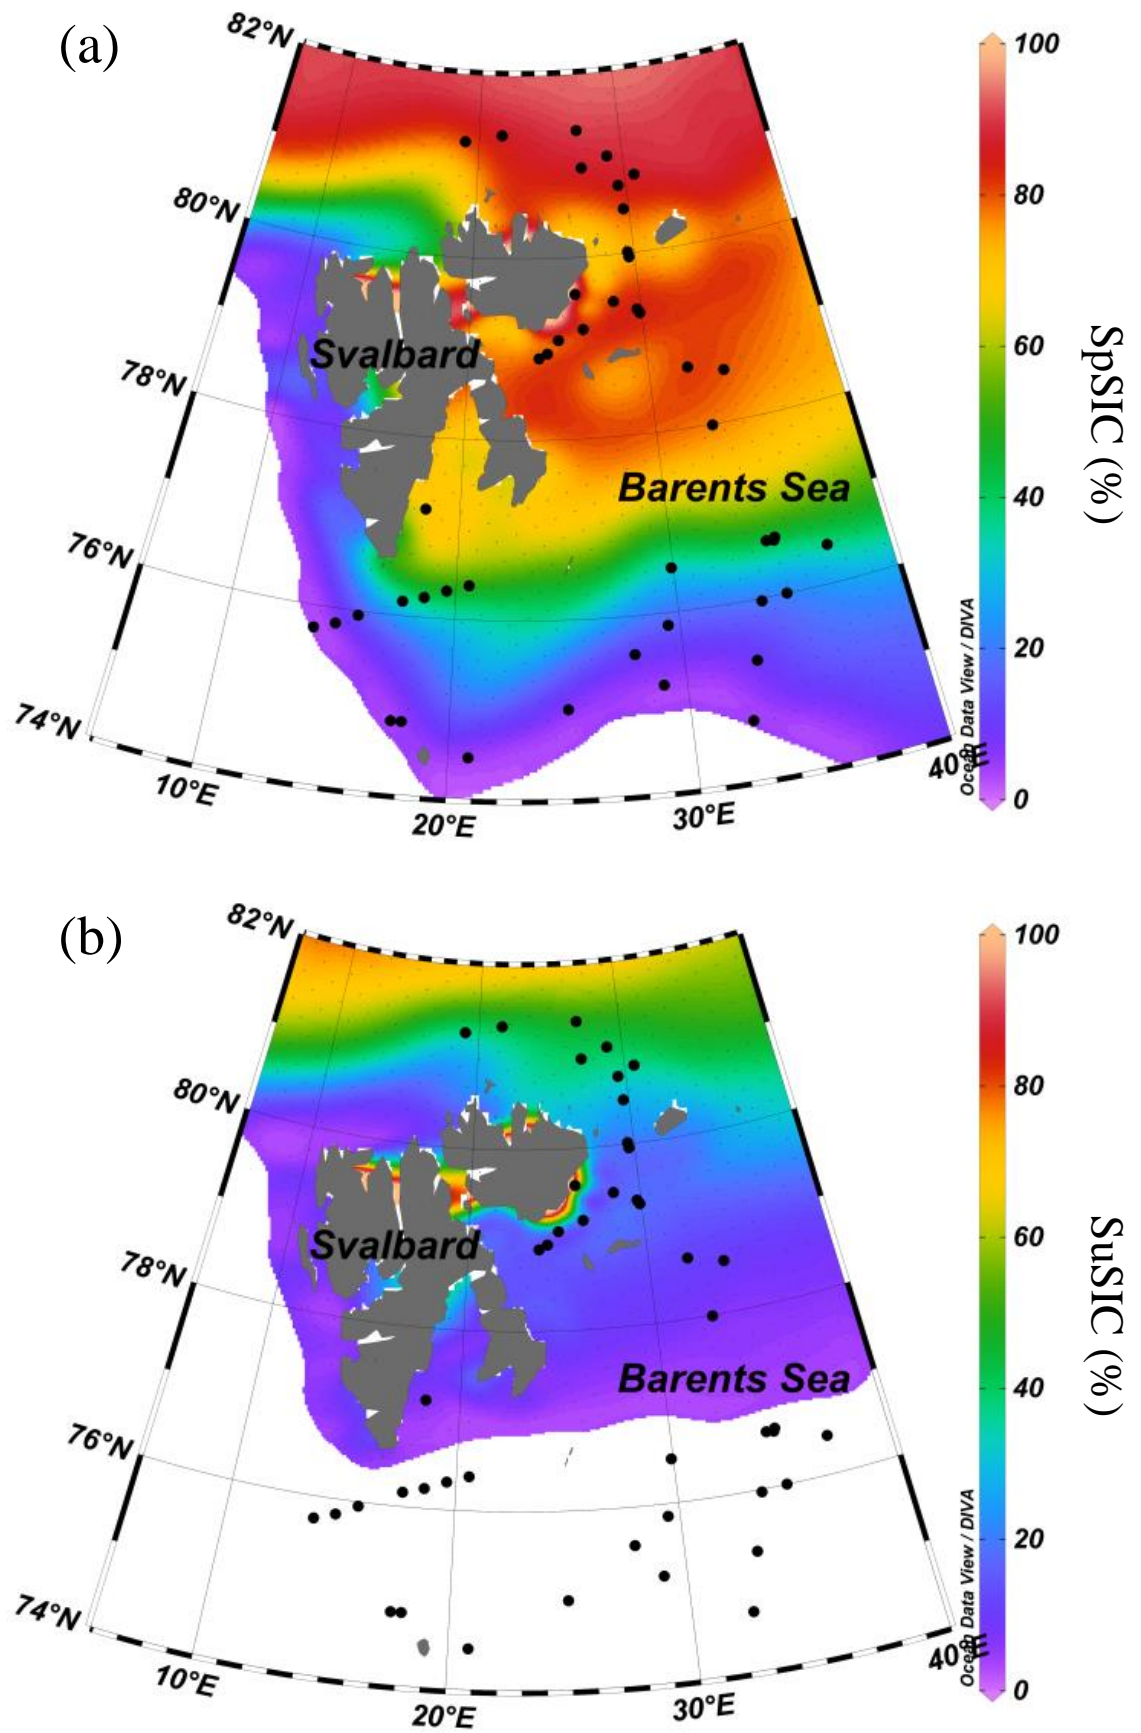 (a)
82°N
80°N
78°N
76°N
74°N
10°E
20°E
30°E
40°E
Svalbard
Barents Sea
Ocean Data View / DIVA
100
80
60
40
20
0
SpSIC (%)
(b)
82°N
80°N
78°N
76°N
74°N
10°E
20°E
30°E
40°E
Svalbard
Barents Sea
Ocean Data View / DIVA
100
80
60
40
20
0
SuSIC (%)